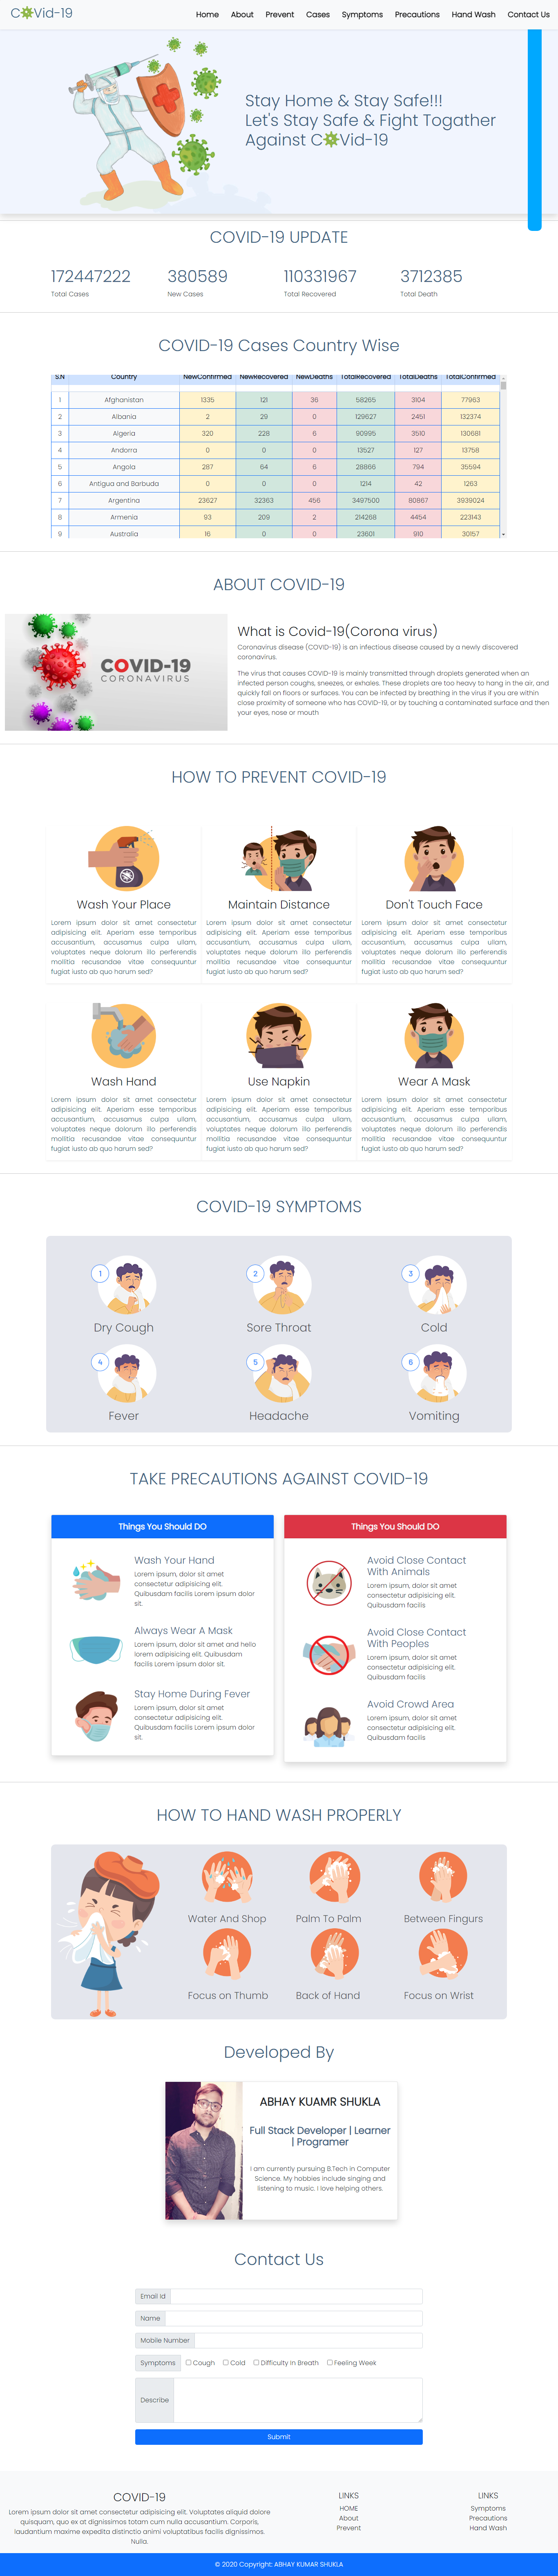 COVid-19
Home About Prevent Cases Symptoms Precautions Hand Wash Contact Us
Stay Home & Stay Safe!!!
Let's Stay Safe & Fight Togather
Against COVid-19
COVID-19 UPDATE
172447222 380589 110331967 3712385
Total Cases New Cases Total Recovered Total Death
COVID-19 Cases Country Wise
S.N Country NewConfirmed NewRecovered NewDeaths TotalRecovered TotalDeaths TotalConfirmed
1 Afghanistan 1335 121 36 58265 3104 77963
2 Albania 2 29 0 129627 2451 132374
3 Algeria 320 228 6 90995 3510 130681
4 Andorra 0 0 0 13527 127 13758
5 Angola 287 64 6 28866 794 35594
6 Antigua and Barbuda 0 0 0 1214 42 1263
7 Argentina 23627 32363 456 3497500 80867 3939024
8 Armenia 93 209 2 214268 4454 223143
9 Australia 16 0 0 23601 910 30157
ABOUT COVID-19
COVID-19
CORONAVIRUS
What is Covid-19(Corona virus)
Coronavirus disease (COVID-19) is an infectious disease caused by a newly discovered
coronavirus.
The virus that causes COVID-19 is mainly transmitted through droplets generated when an
infected person coughs, sneezes, or exhales. These droplets are too heavy to hang in the air, and
quickly fall on floors or surfaces. You can be infected by breathing in the virus if you are within
close proximity of someone who has COVID-19, or by touching a contaminated surface and then
your eyes, nose or mouth
HOW TO PREVENT COVID-19
Wash Your Place
Lorem ipsum dolor sit amet consectetur
adipisicing elit. Aperiam esse temporibus
accusantium, accusamus culpa ullam,
voluptates neque dolorum illo perferendis
mollitia recusandae vitae consequuntur
fugiat iusto ab quo harum sed?
Maintain Distance
Lorem ipsum dolor sit amet consectetur
adipisicing elit. Aperiam esse temporibus
accusantium, accusamus culpa ullam,
voluptates neque dolorum illo perferendis
mollitia recusandae vitae consequuntur
fugiat iusto ab quo harum sed?
Don't Touch Face
Lorem ipsum dolor sit amet consectetur
adipisicing elit. Aperiam esse temporibus
accusantium, accusamus culpa ullam,
voluptates neque dolorum illo perferendis
mollitia recusandae vitae consequuntur
fugiat iusto ab quo harum sed?
Wash Hand
Lorem ipsum dolor sit amet consectetur
adipisicing elit. Aperiam esse temporibus
accusantium, accusamus culpa ullam,
voluptates neque dolorum illo perferendis
mollitia recusandae vitae consequuntur
fugiat iusto ab quo harum sed?
Use Napkin
Lorem ipsum dolor sit amet consectetur
adipisicing elit. Aperiam esse temporibus
accusantium, accusamus culpa ullam,
voluptates neque dolorum illo perferendis
mollitia recusandae vitae consequuntur
fugiat iusto ab quo harum sed?
Wear A Mask
Lorem ipsum dolor sit amet consectetur
adipisicing elit. Aperiam esse temporibus
accusantium, accusamus culpa ullam,
voluptates neque dolorum illo perferendis
mollitia recusandae vitae consequuntur
fugiat iusto ab quo harum sed?
COVID-19 SYMPTOMS
1 2 3
Dry Cough Sore Throat Cold
4 5 6
Fever Headache Vomiting
TAKE PRECAUTIONS AGAINST COVID-19
Things You Should DO
Wash Your Hand
Lorem ipsum, dolor sit amet
consectetur adipisicing elit.
Quibusdam facilis Lorem ipsum dolor
sit.
Always Wear A Mask
Lorem ipsum, dolor sit amet and hello
lorem adipisicing elit. Quibusdam
facilis Lorem ipsum dolor sit.
Stay Home During Fever
Lorem ipsum, dolor sit amet
consectetur adipisicing elit.
Quibusdam facilis Lorem ipsum dolor
sit.
Things You Should DO
Avoid Close Contact
With Animals
Lorem ipsum, dolor sit amet
consectetur adipisicing elit.
Quibusdam facilis
Avoid Close Contact
With Peoples
Lorem ipsum, dolor sit amet
consectetur adipisicing elit.
Quibusdam facilis
Avoid Crowd Area
Lorem ipsum, dolor sit amet
consectetur adipisicing elit.
Quibusdam facilis
HOW TO HAND WASH PROPERLY
Water And Shop Palm To Palm Between Fingurs
Focus on Thumb Back of Hand Focus on Wrist
Developed By
ABHAY KUAMR SHUKLA
Full Stack Developer | Learner
| Programer
I am currently pursuing B.Tech in Computer
Science. My hobbies include singing and
listening to music. I love helping others.
Contact Us
Email Id
Name
Mobile Number
Symptoms Cough Cold Difficulty In Breath Feeling Week
Describe
Submit
COVID-19
Lorem ipsum dolor sit amet consectetur adipisicing elit. Voluptates aliquid dolore
quisquam, quo ex at dignissimos totam cum nulla accusantium. Corporis,
laudantium maxime expedita distinctio animi voluptatibus facilis dignissimos.
Nulla.
LINKS
HOME
About
Prevent
LINKS
Symptoms
Precautions
Hand Wash
© 2020 Copyright: ABHAY KUMAR SHUKLA